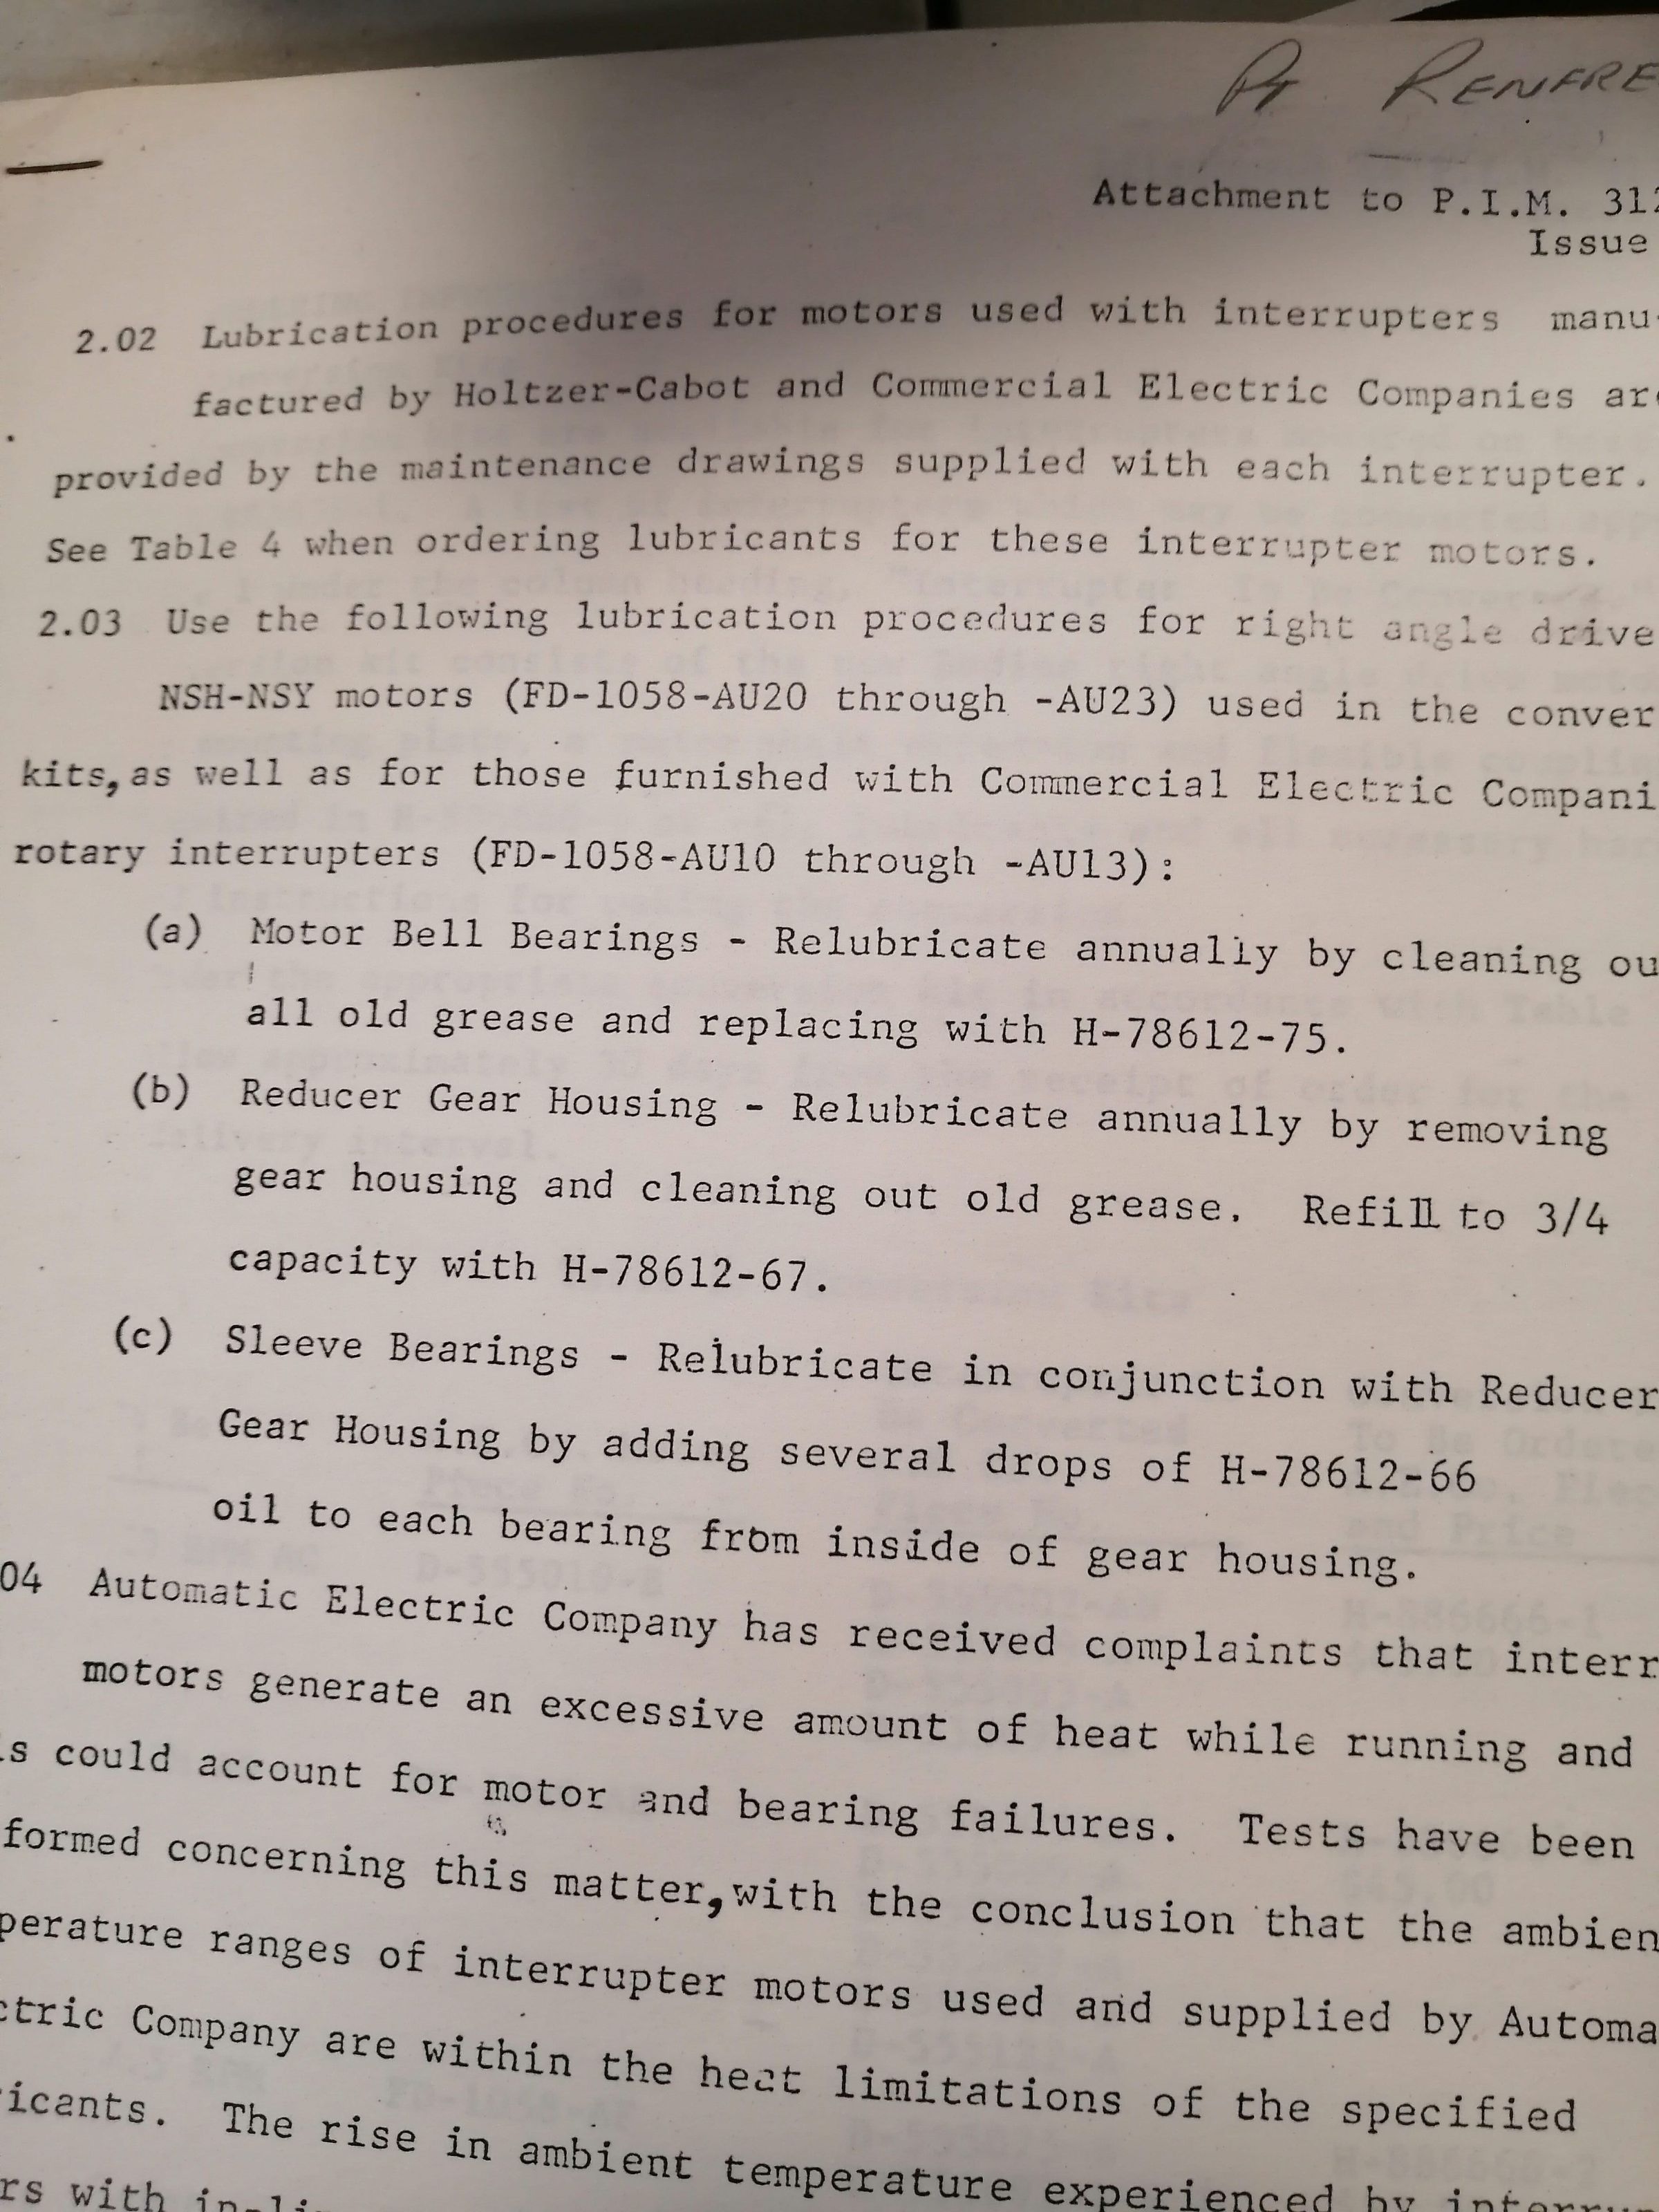 Pt RENFRE
Attachment to P.I.M. 312
Issue
2.02 Lubrication procedures for motors used with interrupters manu-
factured by Holtzer-Cabot and Commercial Electric Companies are
provided by the maintenance drawings supplied with each interrupter.
See Table 4 when ordering lubricants for these interrupter motors.
2.03 Use the following lubrication procedures for right angle drive
NSH-NSY motors (FD-1058-AU20 through -AU23) used in the conver
kits, as well as for those furnished with Commercial Electric Compani
rotary interrupters (FD-1058-AU10 through -AU13):
(a) Motor Bell Bearings - Relubricate annually by cleaning ou
all old grease and replacing with H-78612-75.
(b) Reducer Gear Housing - Relubricate annually by removing
gear housing and cleaning out old grease. Refill to 3/4
capacity with H-78612-67.
(c) Sleeve Bearings - Relubricate in conjunction with Reducer
Gear Housing by adding several drops of H-78612-66
oil to each bearing from inside of gear housing.
04 Automatic Electric Company has received complaints that interr
motors generate an excessive amount of heat while running and
is could account for motor and bearing failures. Tests have been
formed concerning this matter, with the conclusion that the ambien
perature ranges of interrupter motors used and supplied by Automa
ctric Company are within the heat limitations of the specified
icants. The rise in ambient temperature experienced by interrup
rs with in-li